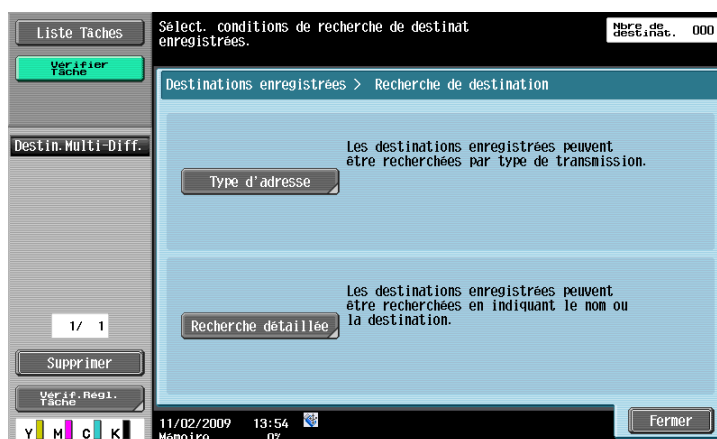 Liste Tâches
Sélect. conditions de recherche de destinat
enregistrées.
Nbre de
destinat.
000
Vérifier
Tâche
Destinations enregistrées > Recherche de destination
Destin.Multi-Diff.
Les destinations enregistrées peuvent
être recherchées par type de transmission.
Type d'adresse
Les destinations enregistrées peuvent
être recherchées en indiquant le nom ou
la destination.
Recherche détaillée
1/ 1
Supprimer
Vérif.Régl.
Tâche
Fermer
11/02/2009 13:54
Mémoire 0%
Y M C K